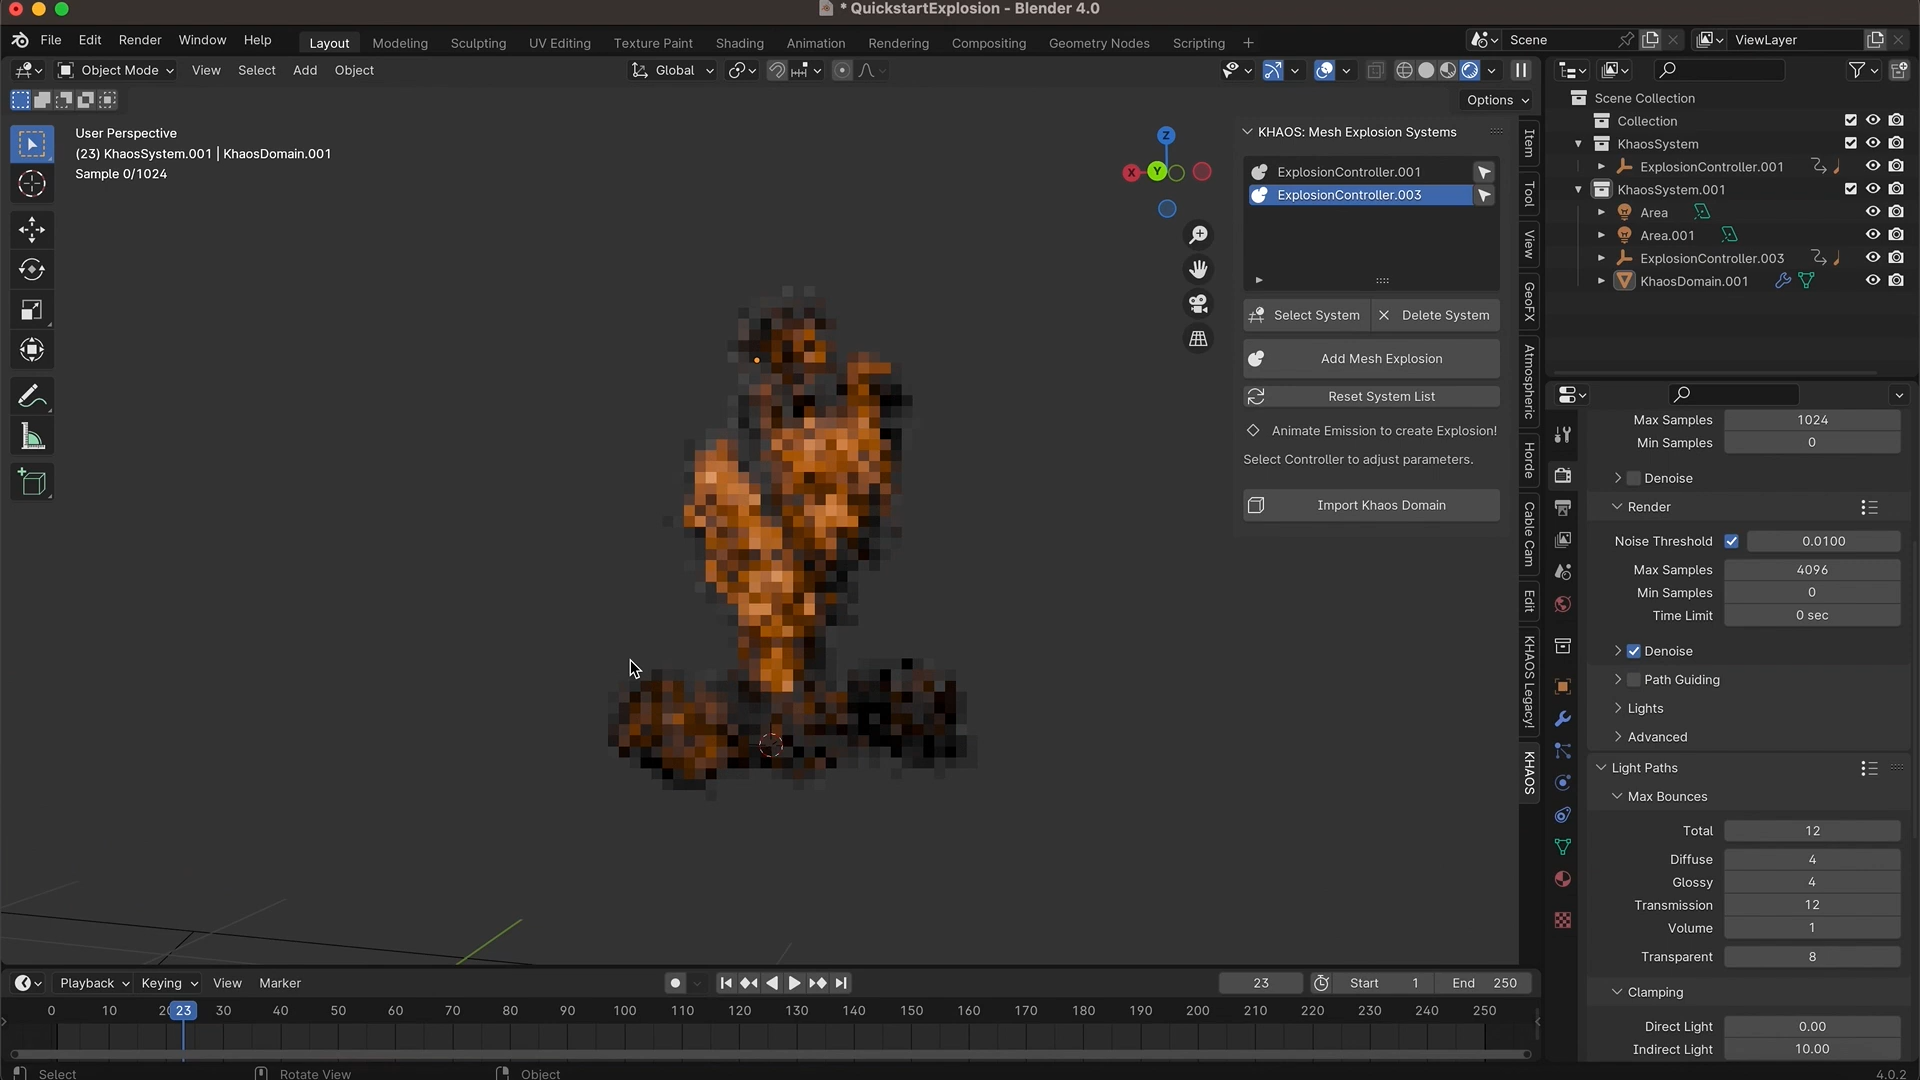 * QuickstartExplosion - Blender 4.0
File Edit Render Window Help Layout Modeling Sculpting UV Editing Texture Paint Shading Animation Rendering Compositing Geometry Nodes Scripting + Scene ViewLayer
Object Mode View Select Add Object Global
Options
User Perspective
(23) KhaosSystem.001 | KhaosDomain.001
Sample 0/1024
Z
X
Y
KHAOS: Mesh Explosion Systems
ExplosionController.001
ExplosionController.003
Select System Delete System
Add Mesh Explosion
Reset System List
Animate Emission to create Explosion!
Select Controller to adjust parameters.
Import Khaos Domain
Item
Tool
View
GeoFX
Atmospheric
Horde
Cable Cam
Edit
KHAOS Legacy!
KHAOS
Scene Collection
Collection
KhaosSystem
ExplosionController.001
KhaosSystem.001
Area
Area.001
ExplosionController.003
KhaosDomain.001
Max Samples 1024
Min Samples 0
Denoise
Render
Noise Threshold 0.0100
Max Samples 4096
Min Samples 0
Time Limit 0 sec
Denoise
Path Guiding
Lights
Advanced
Light Paths
Max Bounces
Total 12
Diffuse 4
Glossy 4
Transmission 12
Volume 1
Transparent 8
Clamping
Direct Light 0.00
Indirect Light 10.00
Playback Keying View Marker 23 Start 1 End 250
0 10 23 30 40 50 60 70 80 90 100 110 120 130 140 150 160 170 180 190 200 210 220 230 240 250
Select Rotate View Object 4.0.2